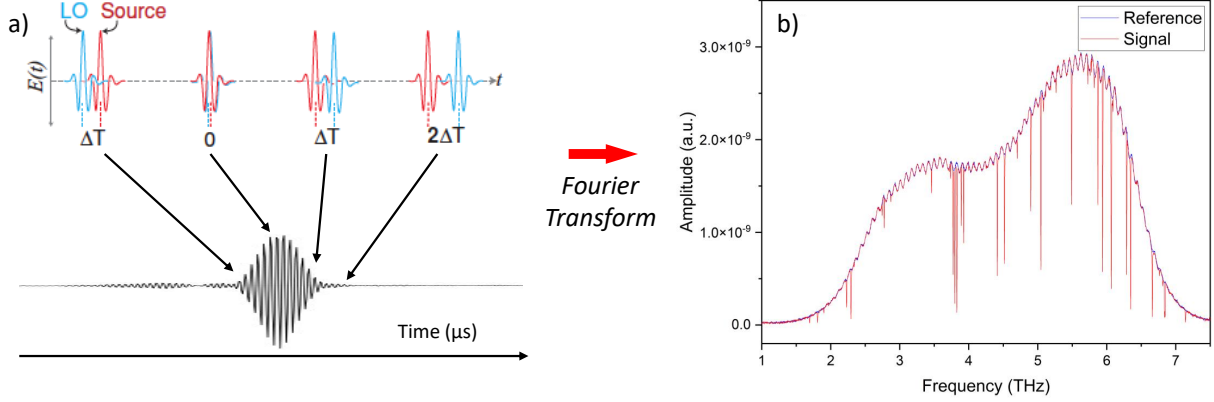 a)
LO Source
E(t)
t
ΔT 0 ΔT 2ΔT
Time (μs)
Fourier
Transform
b)
Reference
Signal
3.0×10⁻⁹
2.0×10⁻⁹
1.0×10⁻⁹
0.0
Amplitude (a.u.)
1 2 3 4 5 6 7
Frequency (THz)